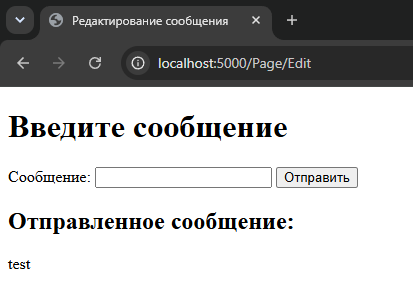 Редактирование сообщения
localhost:5000/Page/Edit
Введите сообщение
Сообщение: Отправить
Отправленное сообщение:
test